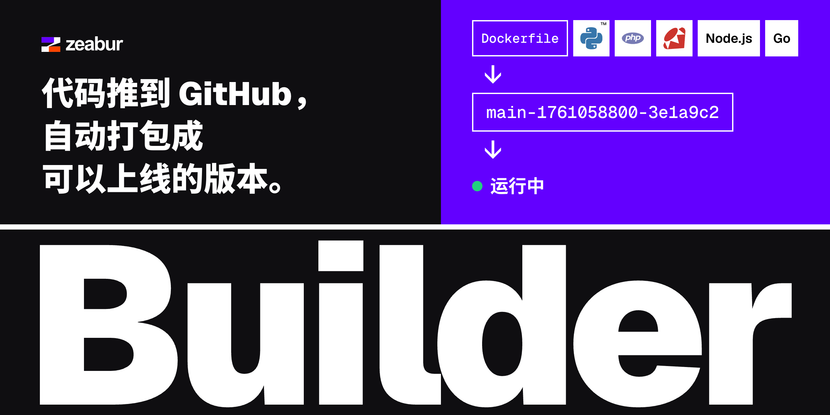 zeabur
代码推到 GitHub，
自动打包成
可以上线的版本。
Dockerfile
TM
php
Node.js
Go
main-1761058800-3e1a9c2
运行中
Builder